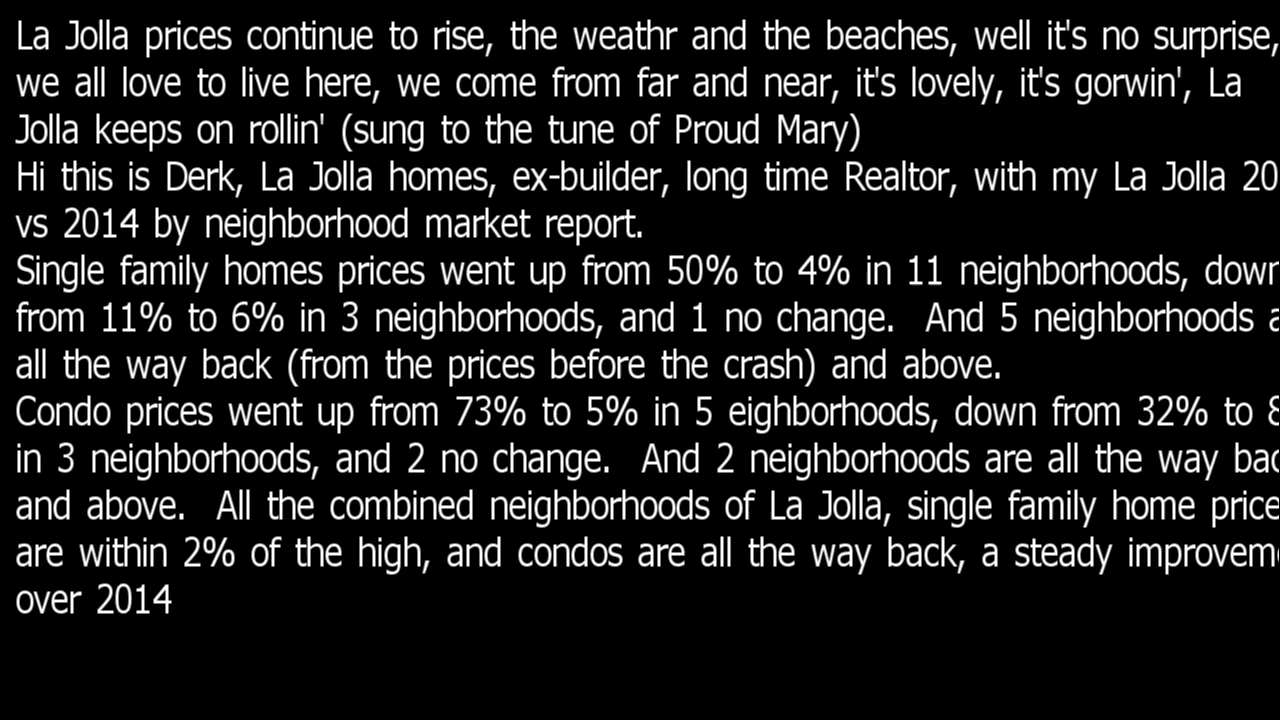 La Jolla prices continue to rise, the weathr and the beaches, well it's no surprise,
we all love to live here, we come from far and near, it's lovely, it's gorwin', La
Jolla keeps on rollin' (sung to the tune of Proud Mary)
Hi this is Derk, La Jolla homes, ex-builder, long time Realtor, with my La Jolla 20
vs 2014 by neighborhood market report.
Single family homes prices went up from 50% to 4% in 11 neighborhoods, down
from 11% to 6% in 3 neighborhoods, and 1 no change. And 5 neighborhoods
all the way back (from the prices before the crash) and above.
Condo prices went up from 73% to 5% in 5 eighborhoods, down from 32% to 8
in 3 neighborhoods, and 2 no change. And 2 neighborhoods are all the way bac
and above. All the combined neighborhoods of La Jolla, single family home price
are within 2% of the high, and condos are all the way back, a steady improvem
over 2014